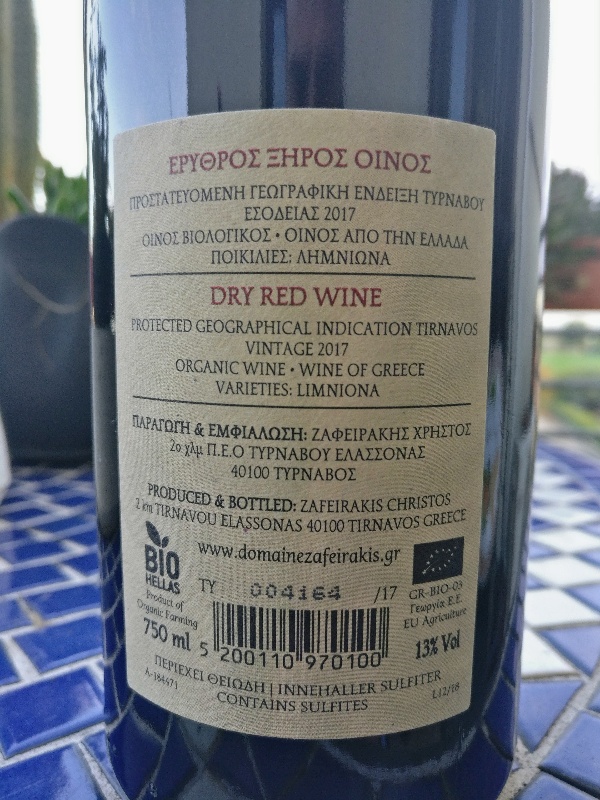 ΕΡΥΘΡΟΣ ΞΗΡΟΣ ΟΙΝΟΣ
ΠΡΟΣΤΑΤΕΥΟΜΕΝΗ ΓΕΩΓΡΑΦΙΚΗ ΕΝΔΕΙΞΗ ΤΥΡΝΑΒΟΥ
ΕΣΟΔΕΙΑΣ 2017
ΟΙΝΟΣ ΒΙΟΛΟΓΙΚΟΣ • ΟΙΝΟΣ ΑΠΟ ΤΗΝ ΕΛΛΑΔΑ
ΠΟΙΚΙΛΙΕΣ: ΛΗΜΝΙΩΝΑ
DRY RED WINE
PROTECTED GEOGRAPHICAL INDICATION TIRNAVOS
VINTAGE 2017
ORGANIC WINE • WINE OF GREECE
VARIETIES: LIMNIONA
ΠΑΡΑΓΩΓΗ & ΕΜΦΙΑΛΩΣΗ: ΖΑΦΕΙΡΑΚΗΣ ΧΡΗΣΤΟΣ
2ο χλμ Π.Ε.Ο ΤΥΡΝΑΒΟΥ ΕΛΑΣΣΟΝΑΣ
40100 ΤΥΡΝΑΒΟΣ
PRODUCED & BOTTLED: ZAFEIRAKIS CHRISTOS
2 km TIRNAVOU ELASSONAS 40100 TIRNAVOS GREECE
www.domainezafeirakis.gr
BIO
HELLAS
Product of
Organic Farming
TY 004164 /17
GR-BIO-03
Γεωργία Ε.Ε.
EU Agriculture
750 ml
5 200110 970100
13% Vol
ΠΕΡΙΕΧΕΙ ΘΕΙΩΔΗ | INNEHALLER SULFITER
CONTAINS SULFITES
A-184671
L12/18